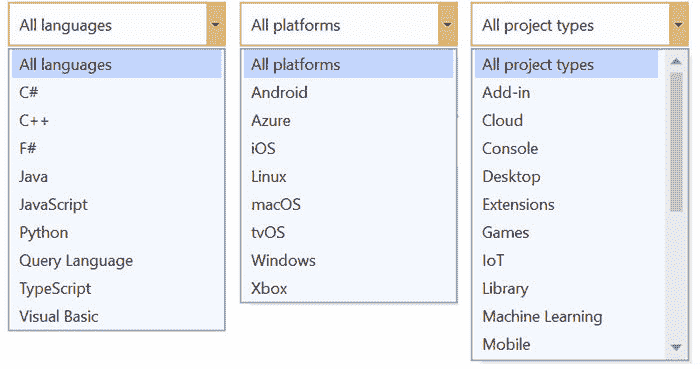 All languages
All languages
C#
C++
F#
Java
JavaScript
Python
Query Language
TypeScript
Visual Basic
All platforms
All platforms
Android
Azure
iOS
Linux
macOS
tvOS
Windows
Xbox
All project types
All project types
Add-in
Cloud
Console
Desktop
Extensions
Games
IoT
Library
Machine Learning
Mobile